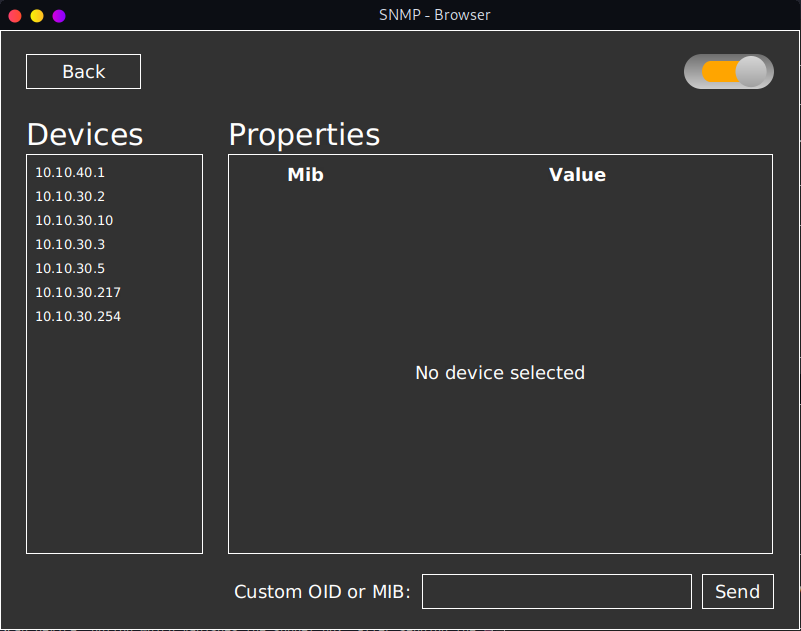 SNMP - Browser
Back
Devices
Properties
10.10.40.1
10.10.30.2
10.10.30.10
10.10.30.3
10.10.30.5
10.10.30.217
10.10.30.254
Mib Value
No device selected
Custom OID or MIB:
Send